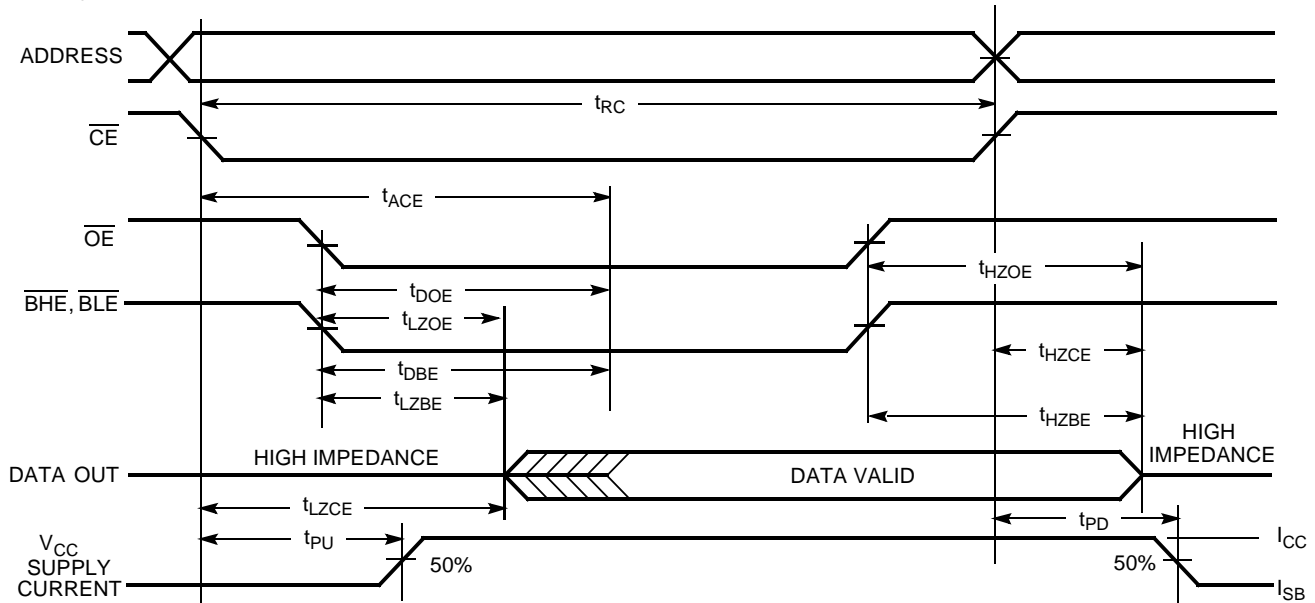 ADDRESS
tRC
CE
tACE
OE
tHZOE
tDOE
BHE, BLE
tLZOE
tHZCE
tDBE
tLZBE
tHZBE
HIGH IMPEDANCE
HIGH
IMPEDANCE
DATA OUT
DATA VALID
tLZCE
tPD
tPU
VCC
SUPPLY
CURRENT
50%
50%
ICC
ISB